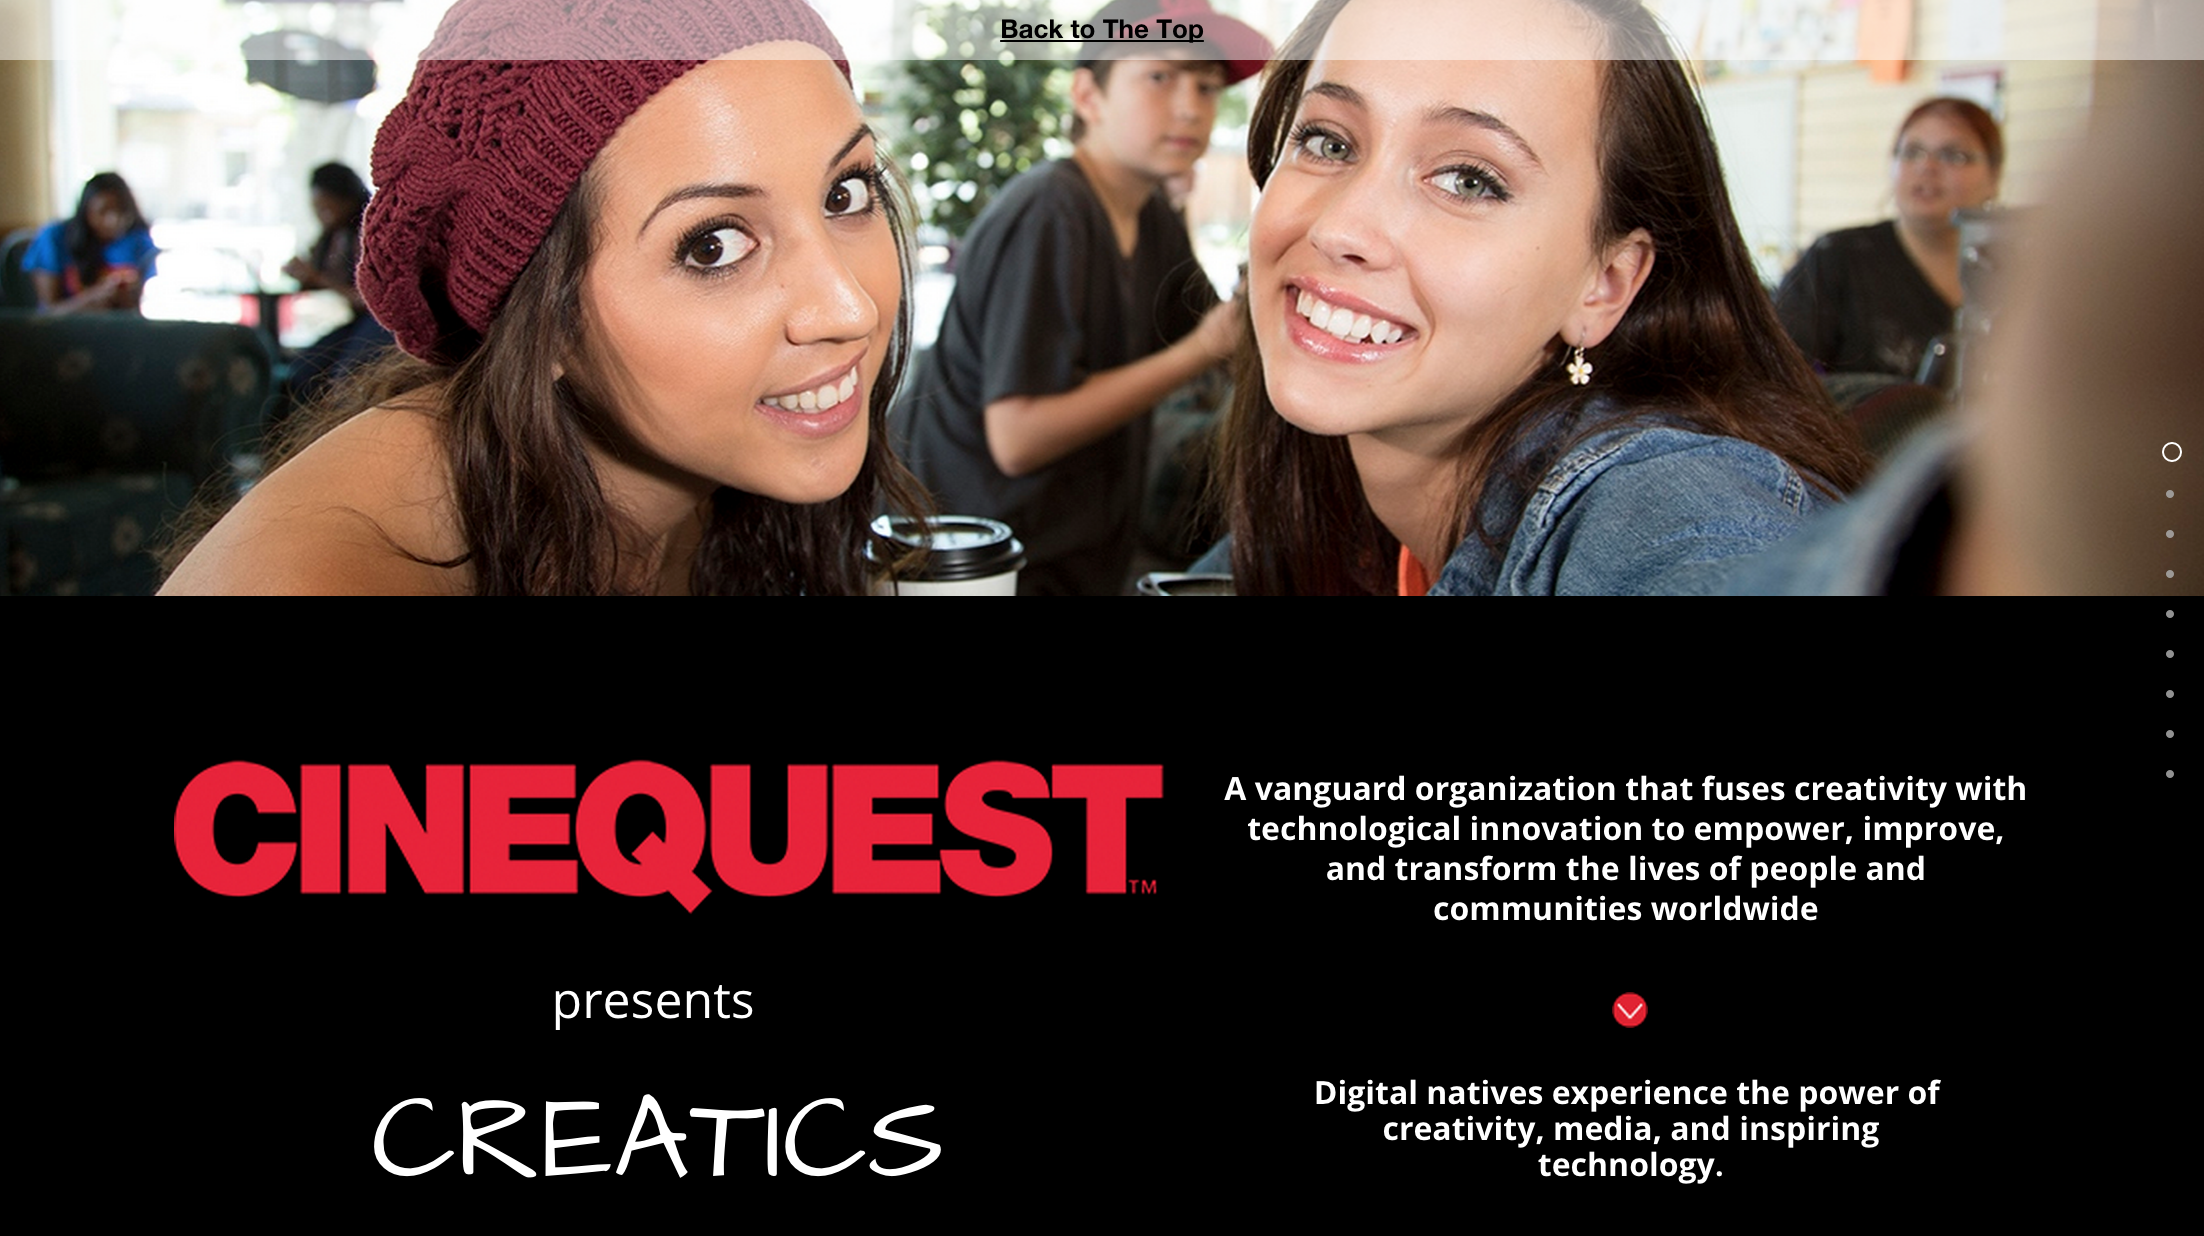 Back to The Top
CINEQUEST™
presents
CREATICS
A vanguard organization that fuses creativity with
technological innovation to empower, improve,
and transform the lives of people and
communities worldwide
Digital natives experience the power of
creativity, media, and inspiring
technology.